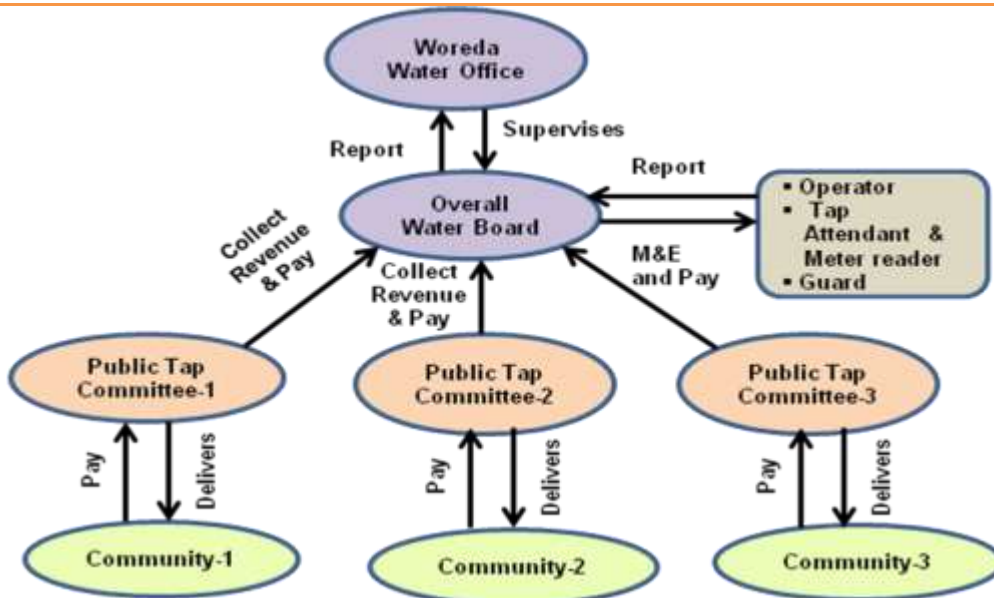 Woreda
Water Office
Report
Supervises
Report
Overall
Water Board
▪ Operator
▪ Tap
Attendant &
Meter reader
▪ Guard
Collect
Revenue
& Pay
Collect
Revenue
& Pay
M&E
and Pay
Public Tap
Committee-1
Public Tap
Committee-2
Public Tap
Committee-3
Pay
Delivers
Pay
Delivers
Pay
Delivers
Community-1
Community-2
Community-3